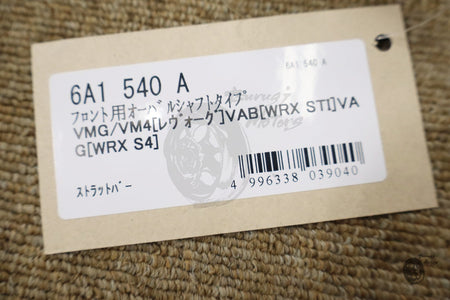 6A1 540 A
6A1 540 A
フロント用オーバルシャフトタイプ
VMG/VM4[レヴォーグ]VAB[WRX STI]VA
G[WRX S4]
ストラットバー
4 996338 039040